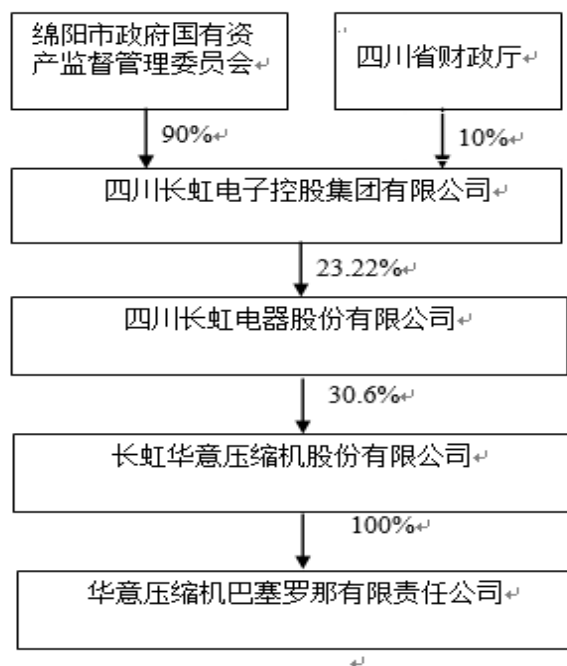 绵阳市政府国有资
产监督管理委员会
四川省财政厅
90%
10%
四川长虹电子控股集团有限公司
23.22%
四川长虹电器股份有限公司
30.6%
长虹华意压缩机股份有限公司
100%
华意压缩机巴塞罗那有限责任公司